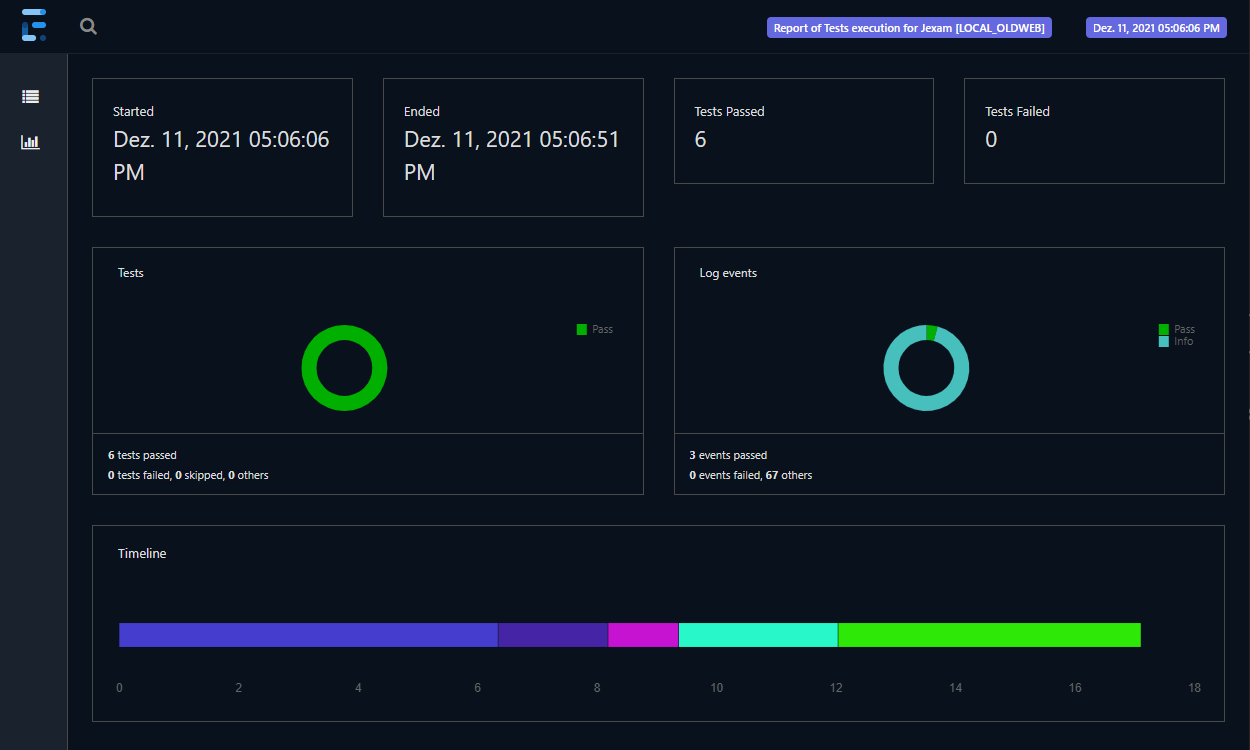 Report of Tests execution for Jexam [LOCAL_OLDWEB]
Dez. 11, 2021 05:06:06 PM
Started
Dez. 11, 2021 05:06:06
PM
Ended
Dez. 11, 2021 05:06:51
PM
Tests Passed
6
Tests Failed
0
Tests
Pass
6 tests passed
0 tests failed, 0 skipped, 0 others
Log events
Pass
Info
3 events passed
0 events failed, 67 others
Timeline
0 2 4 6 8 10 12 14 16 18